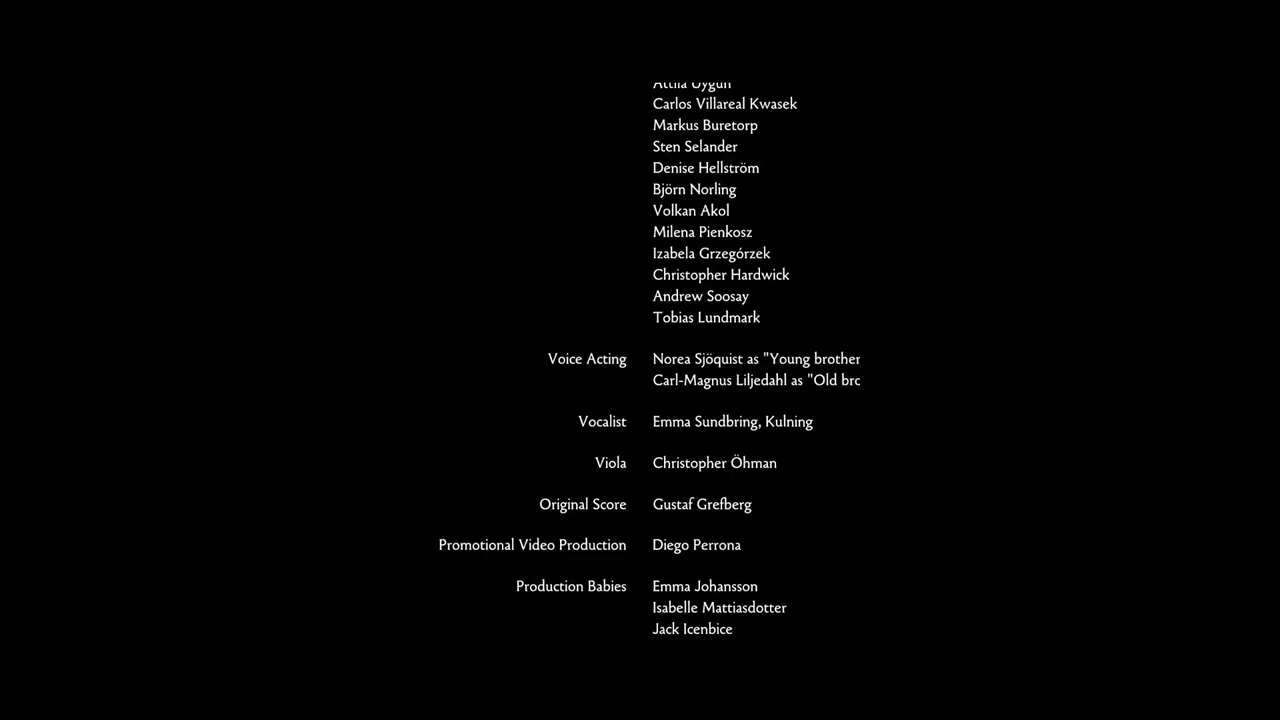 Attila Uygun
Carlos Villareal Kwasek
Markus Buretorp
Sten Selander
Denise Hellström
Björn Norling
Volkan Akol
Milena Pienkosz
Izabela Grzegórzek
Christopher Hardwick
Andrew Soosay
Tobias Lundmark
Voice Acting Norea Sjöquist as "Young brother
Carl-Magnus Liljedahl as "Old bro
Vocalist Emma Sundbring, Kulning
Viola Christopher Öhman
Original Score Gustaf Grefberg
Promotional Video Production Diego Perrona
Production Babies Emma Johansson
Isabelle Mattiasdotter
Jack Icenbice